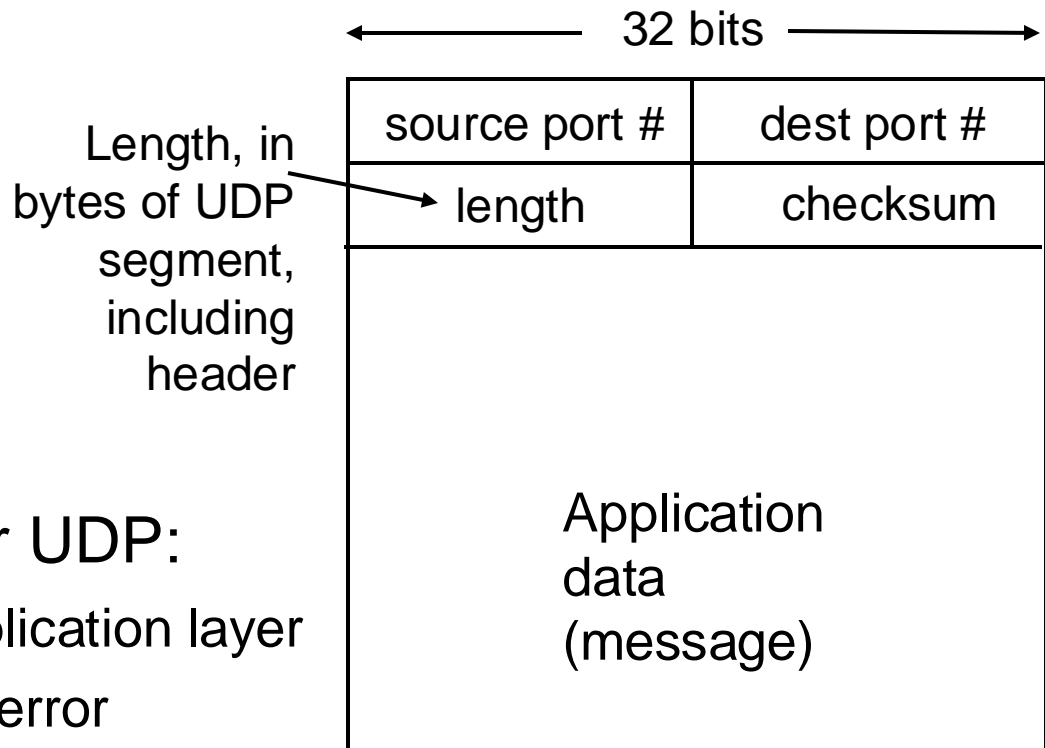 32 bits
source port # dest port #
Length, in
bytes of UDP
segment,
including
header
length checksum
r UDP:
plication layer
error
Application
data
(message)